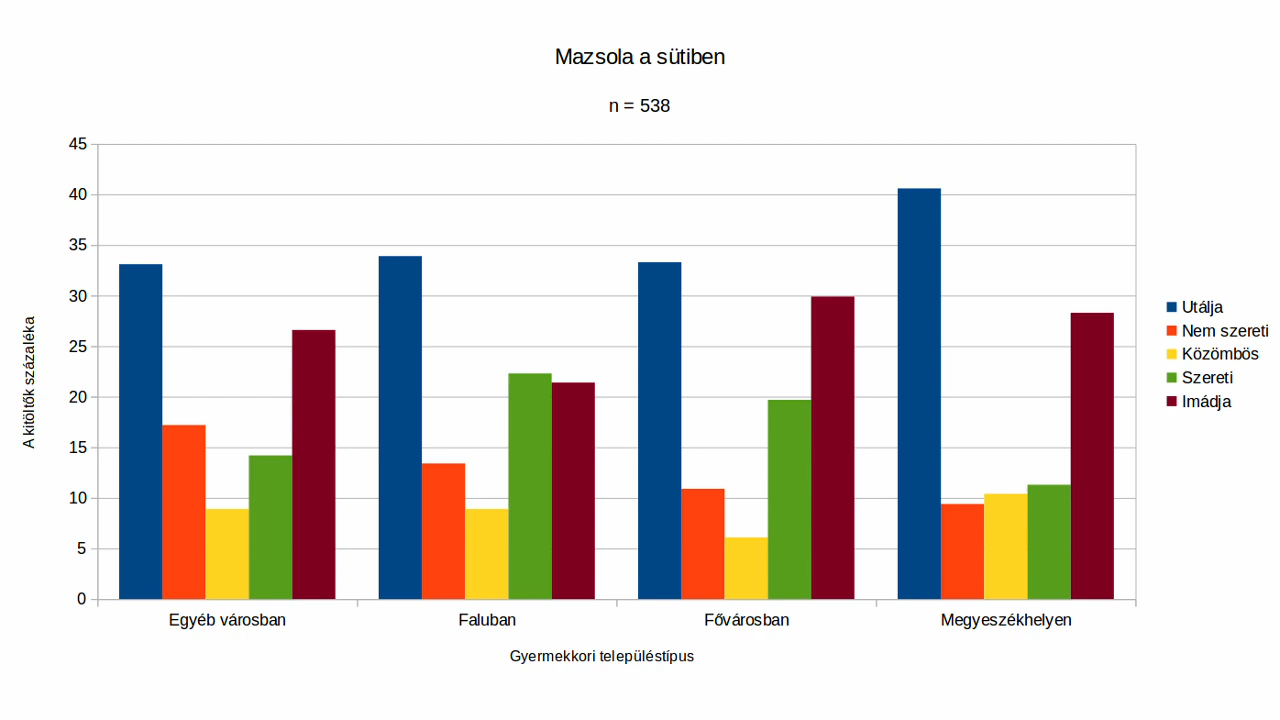 Mazsola a sütiben
n = 538
45
40
35
30
25
20
15
10
5
0
A kitöltők százaléka
Egyéb városban
Faluban
Fővárosban
Megyeszékhelyen
Gyermekkori településtípus
Utálja
Nem szereti
Közömbös
Szereti
Imádja